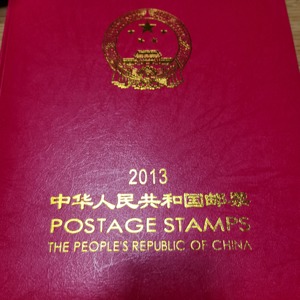 2013
中华人民共和国邮票
POSTAGE STAMPS
THE PEOPLE'S REPUBLIC OF CHINA